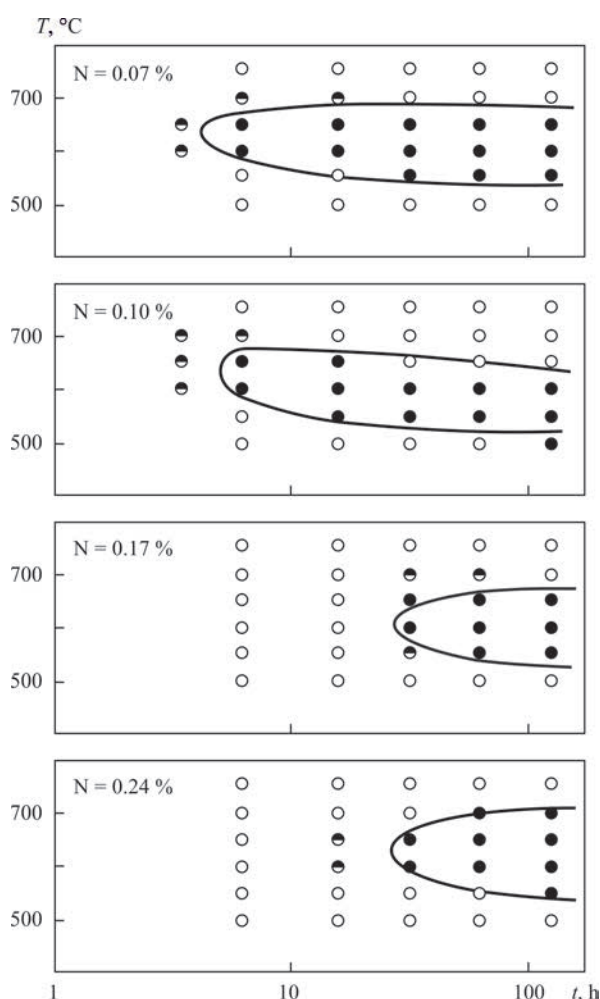 T, °C
N = 0.07 %
700
500
N = 0.10 %
700
500
N = 0.17 %
700
500
N = 0.24 %
700
500
1 10 100 t, h